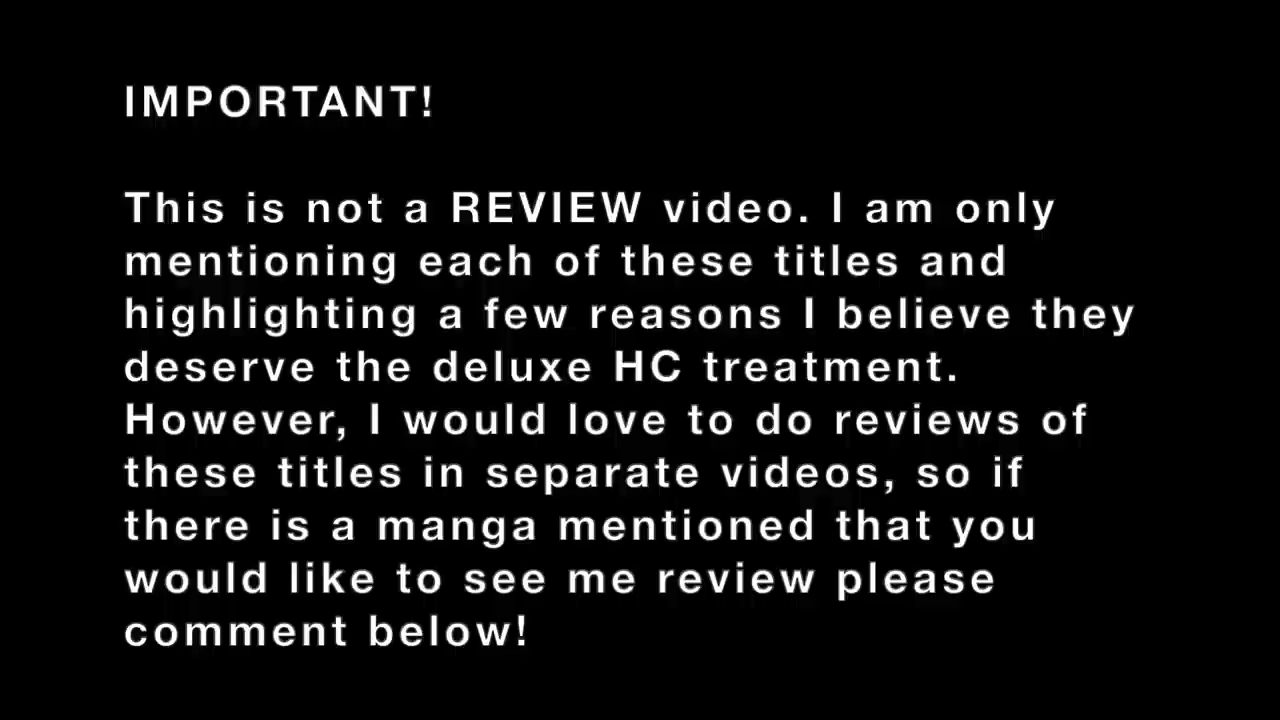 IMPORTANT!
This is not a REVIEW video. I am only
mentioning each of these titles and
highlighting a few reasons I believe they
deserve the deluxe HC treatment.
However, I would love to do reviews of
these titles in separate videos, so if
there is a manga mentioned that you
would like to see me review please
comment below!